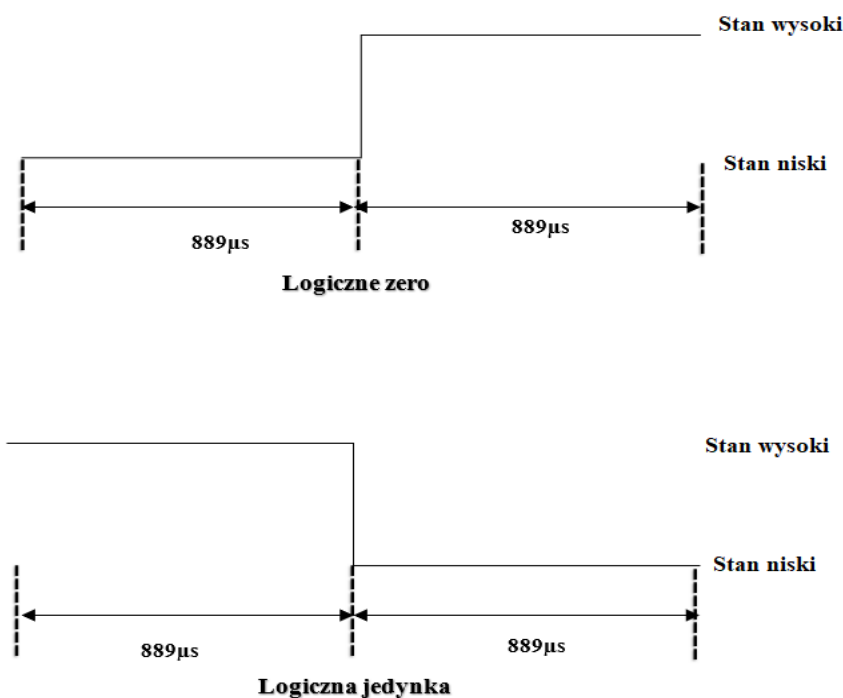 Stan wysoki
Stan niski
889μs
889μs
Logiczne zero
Stan wysoki
Stan niski
889μs
889μs
Logiczna jedynka